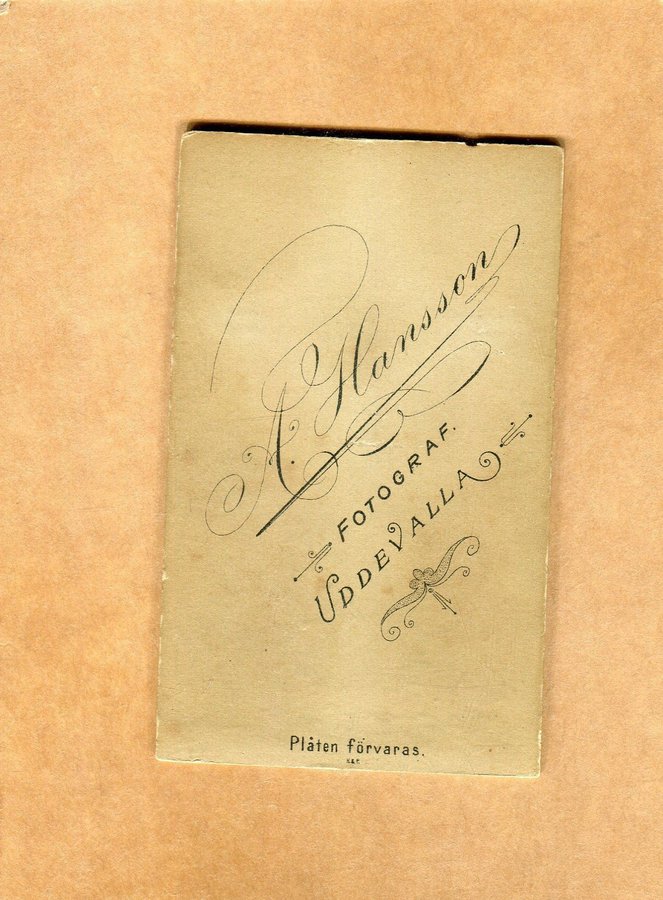 A. Hansson
FOTOGRAF.
UDDEVALLA
Plåten förvaras.